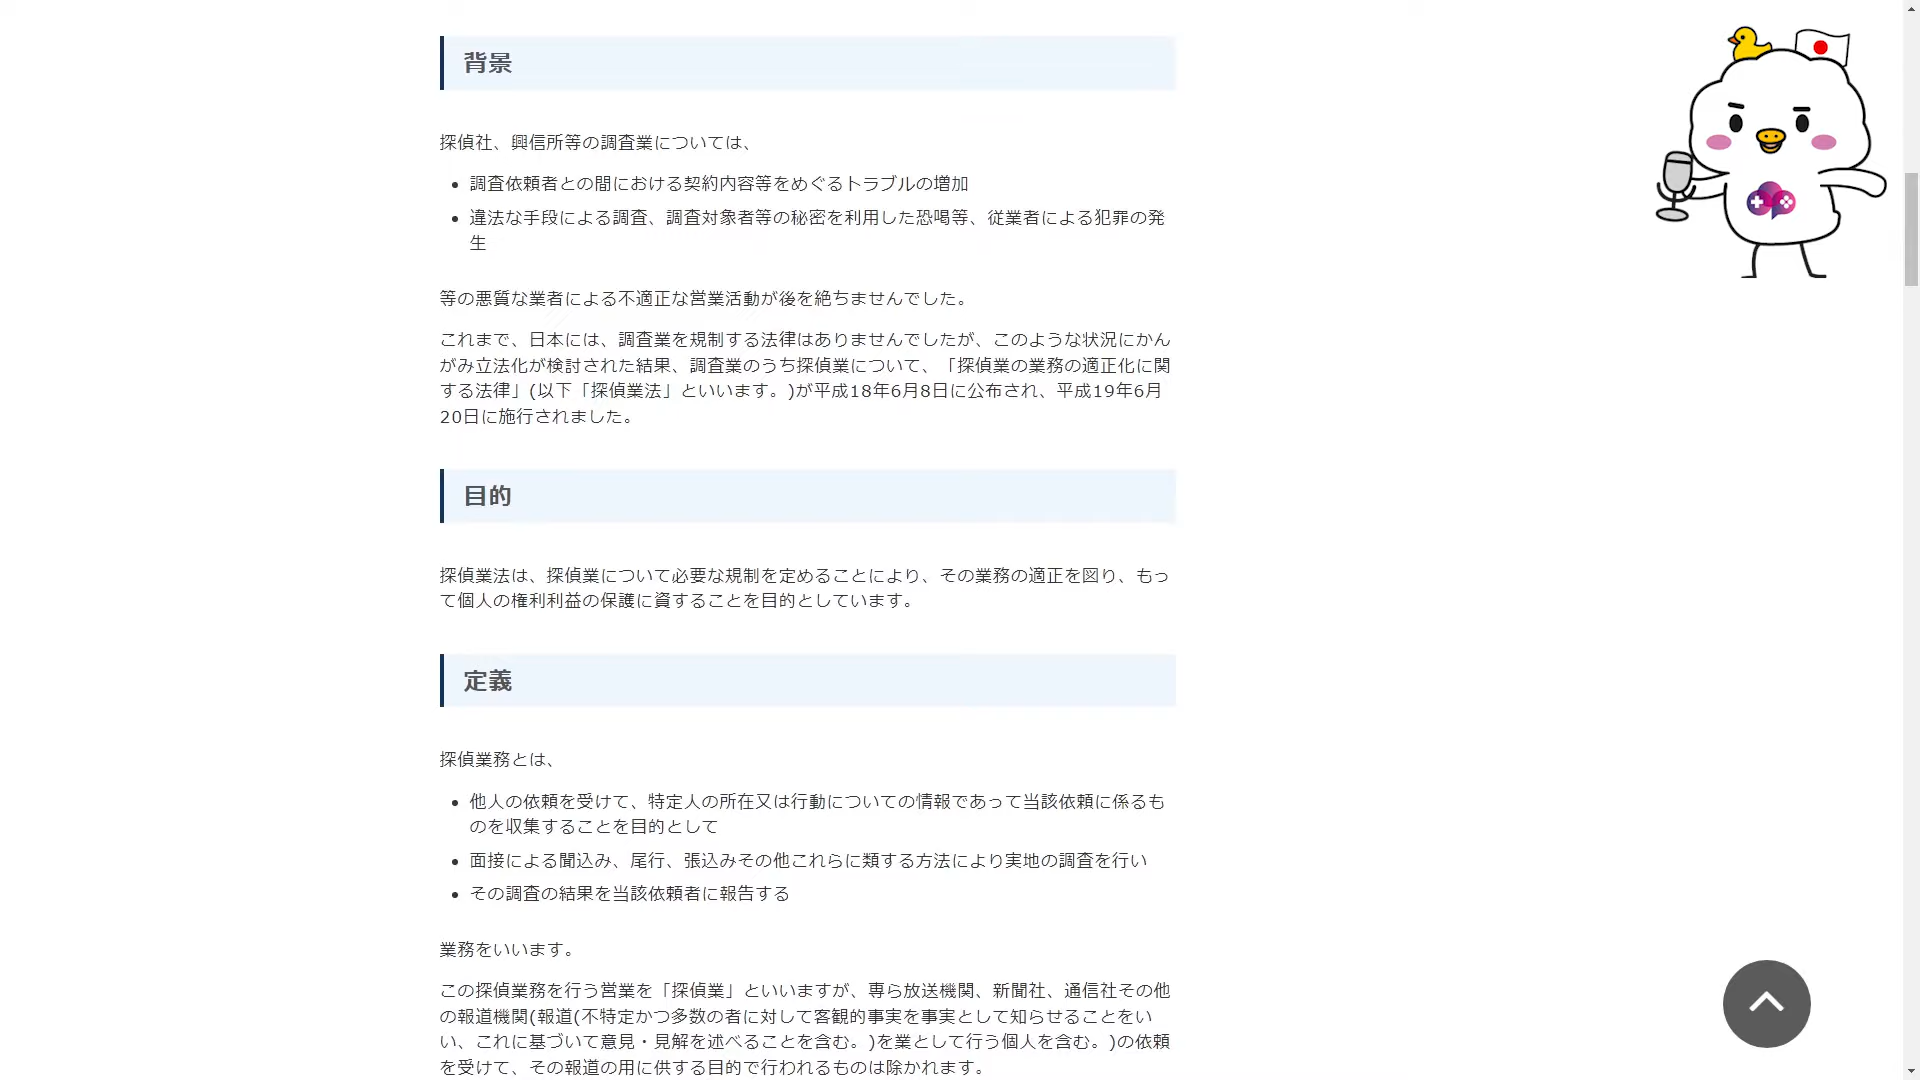 背景
探偵社、興信所等の調査業については、
調査依頼者との間における契約内容等をめぐるトラブルの増加
違法な手段による調査、調査対象者等の秘密を利用した恐喝等、従業者による犯罪の発
生
等の悪質な業者による不適正な営業活動が後を絶ちませんでした。
これまで、日本には、調査業を規制する法律はありませんでしたが、このような状況にかん
がみ立法化が検討された結果、調査業のうち探偵業について、「探偵業の業務の適正化に関
する法律」(以下「探偵業法」といいます。)が平成18年6月8日に公布され、平成19年6月
20日に施行されました。
目的
探偵業法は、探偵業について必要な規制を定めることにより、その業務の適正を図り、もっ
て個人の権利利益の保護に資することを目的としています。
定義
探偵業務とは、
他人の依頼を受けて、特定人の所在又は行動についての情報であって当該依頼に係るも
のを収集することを目的として
面接による聞込み、尾行、張込みその他これらに類する方法により実地の調査を行い
その調査の結果を当該依頼者に報告する
業務をいいます。
この探偵業務を行う営業を「探偵業」といいますが、専ら放送機関、新聞社、通信社その他
の報道機関(報道(不特定かつ多数の者に対して客観的事実を事実として知らせることをい
い、これに基づいて意見・見解を述べることを含む。)を業として行う個人を含む。)の依頼
を受けて、その報道の用に供する目的で行われるものは除かれます。